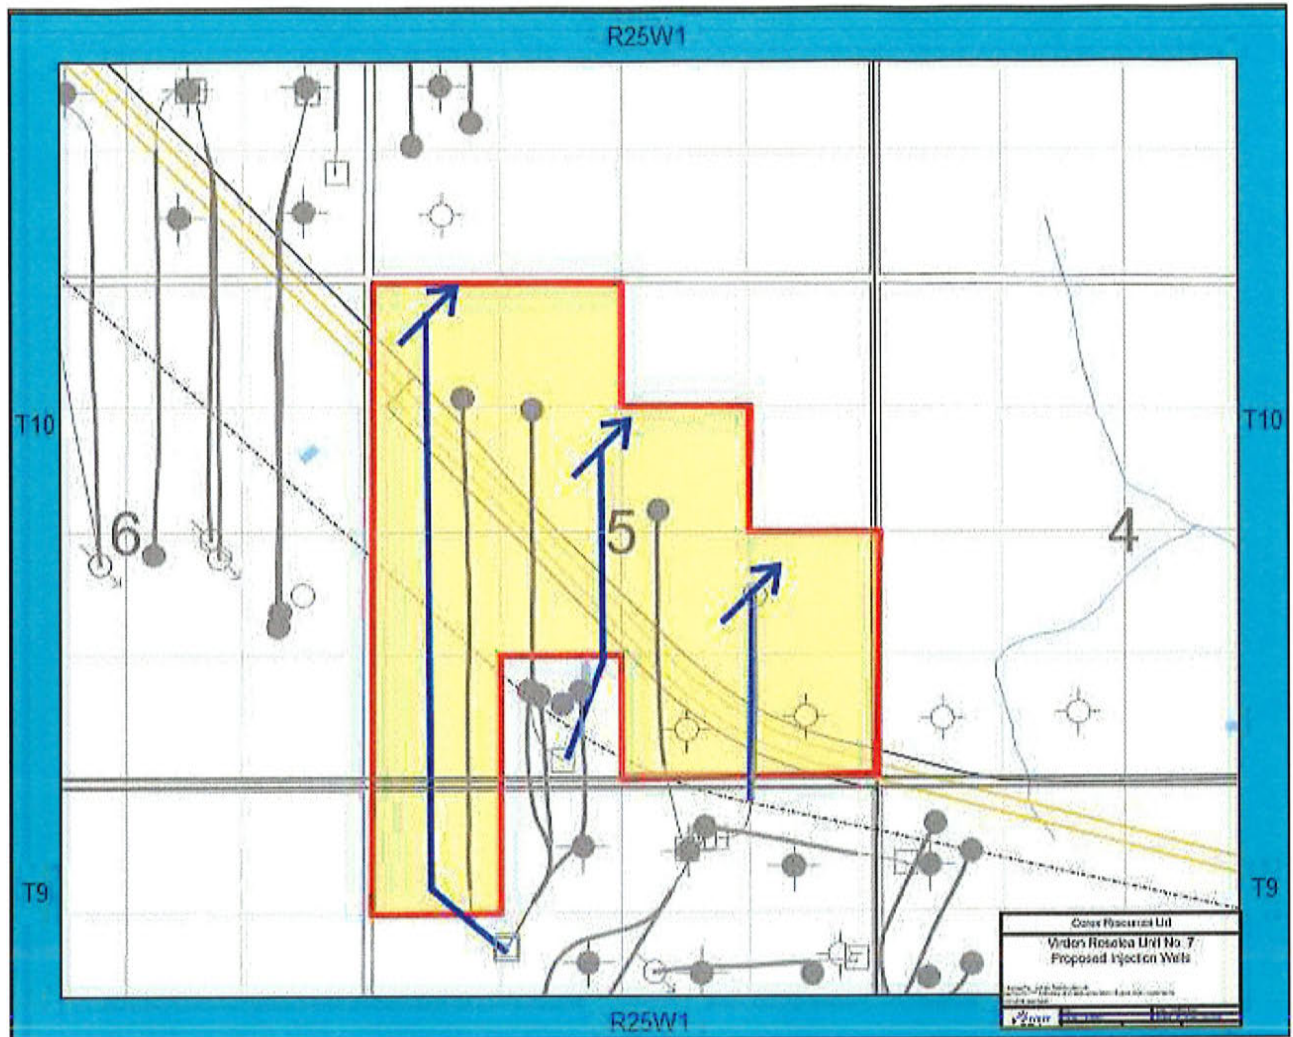 R25W1
T10
T10
6
5
4
T9
T9
Corex Resources Ltd
Virden Roselea Unit No. 7
Proposed Injection Wells
R25W1